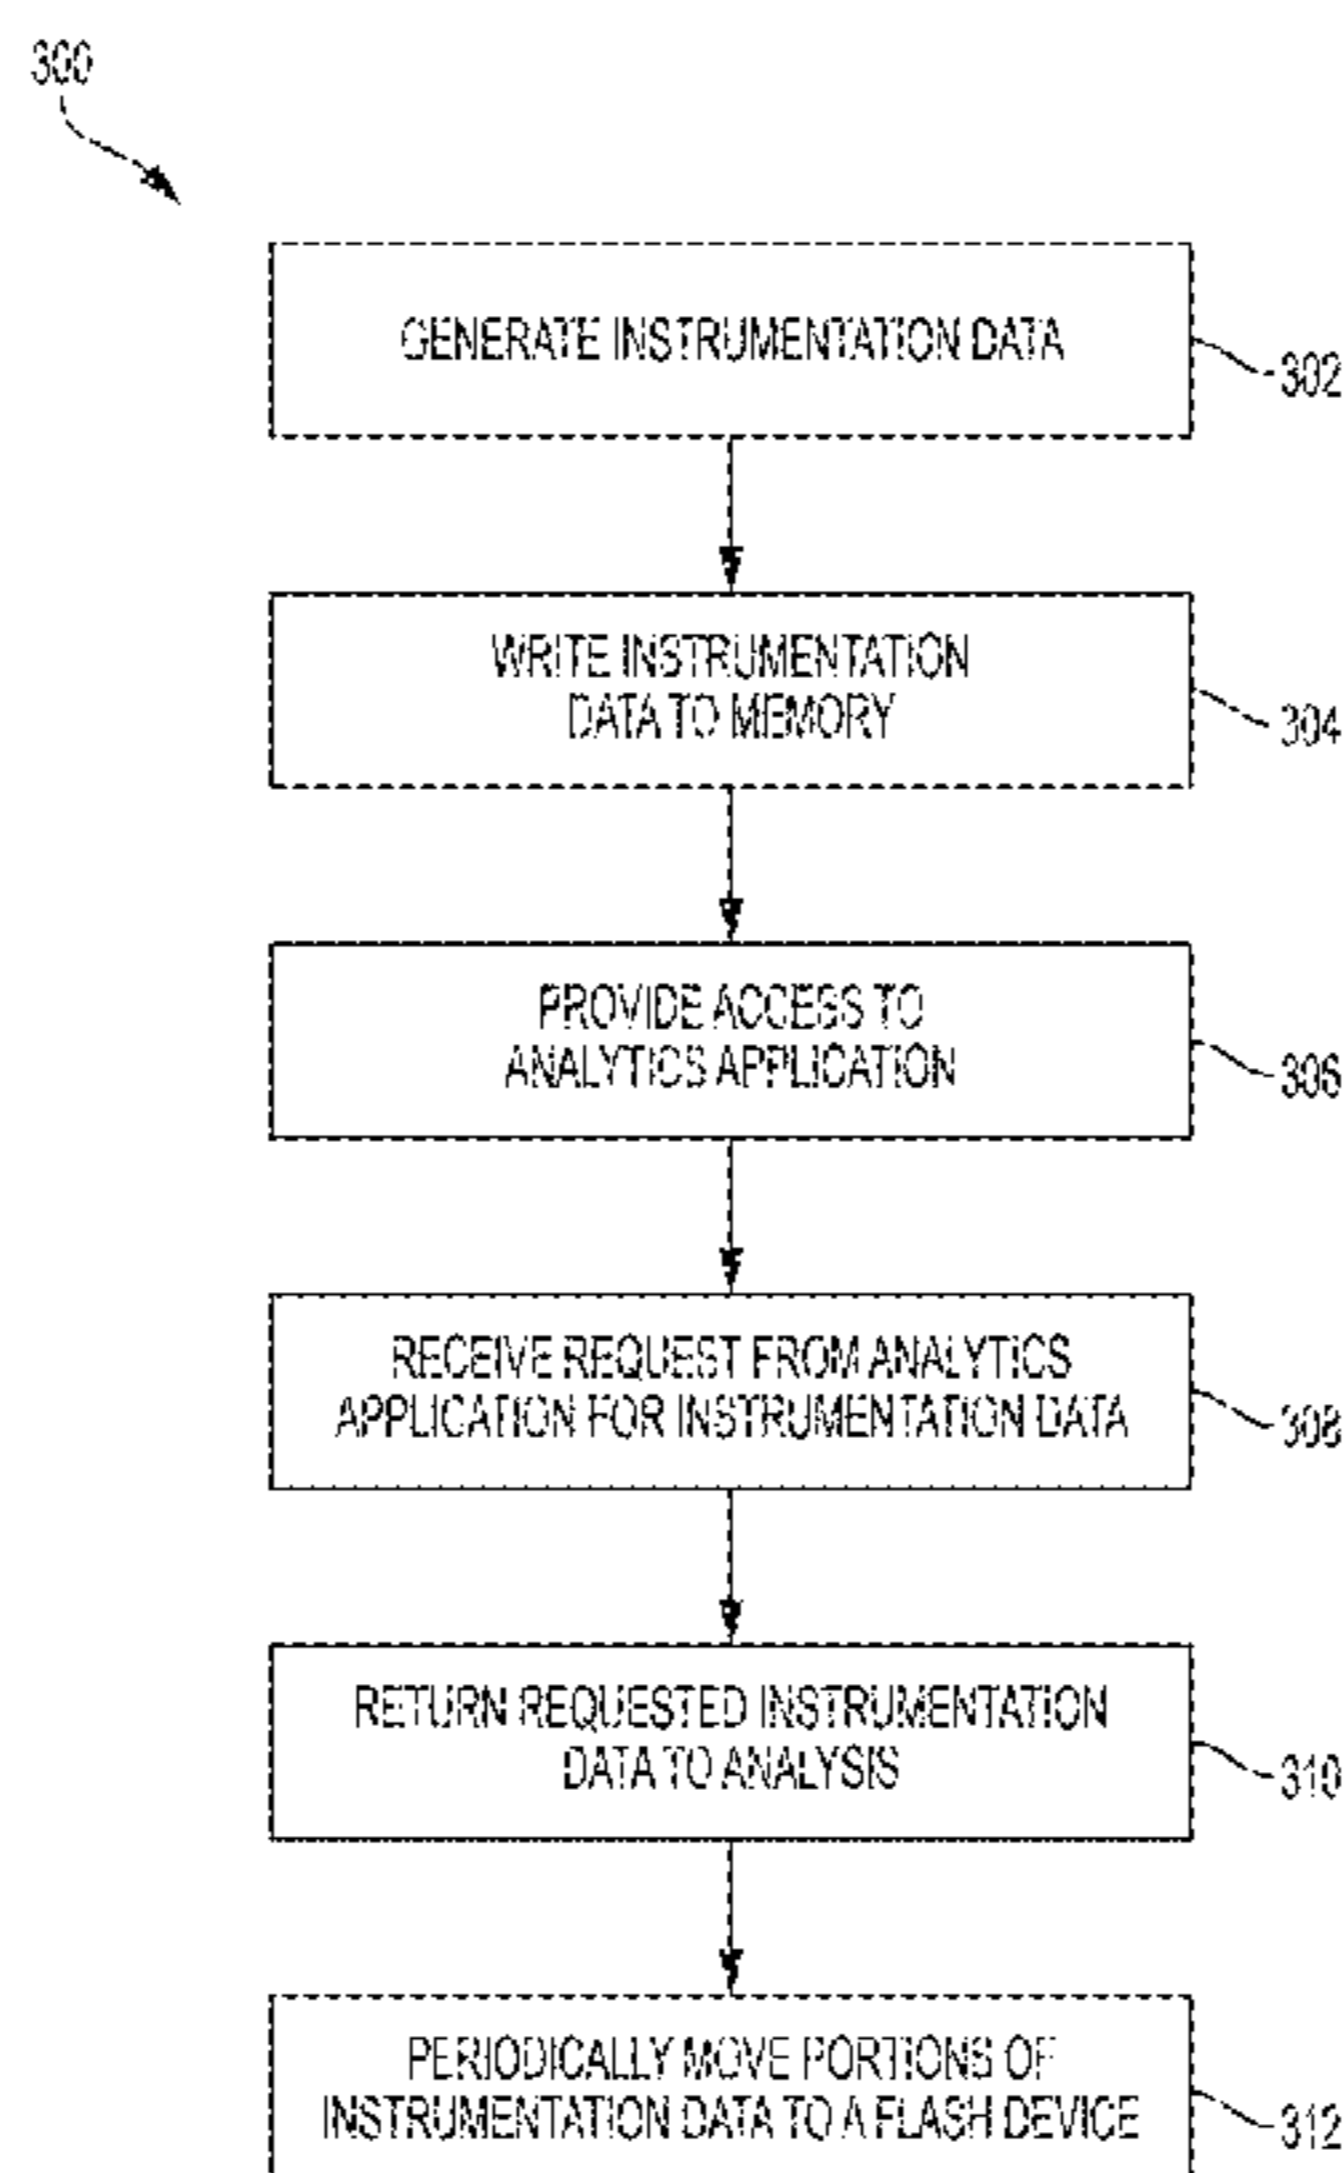 300
GENERATE INSTRUMENTATION DATA
302
WRITE INSTRUMENTATION
DATA TO MEMORY
304
PROVIDE ACCESS TO
ANALYTICS APPLICATION
306
RECEIVE REQUEST FROM ANALYTICS
APPLICATION FOR INSTRUMENTATION DATA
308
RETURN REQUESTED INSTRUMENTATION
DATA TO ANALYSIS
310
PERIODICALLY MOVE PORTIONS OF
INSTRUMENTATION DATA TO A FLASH DEVICE
312